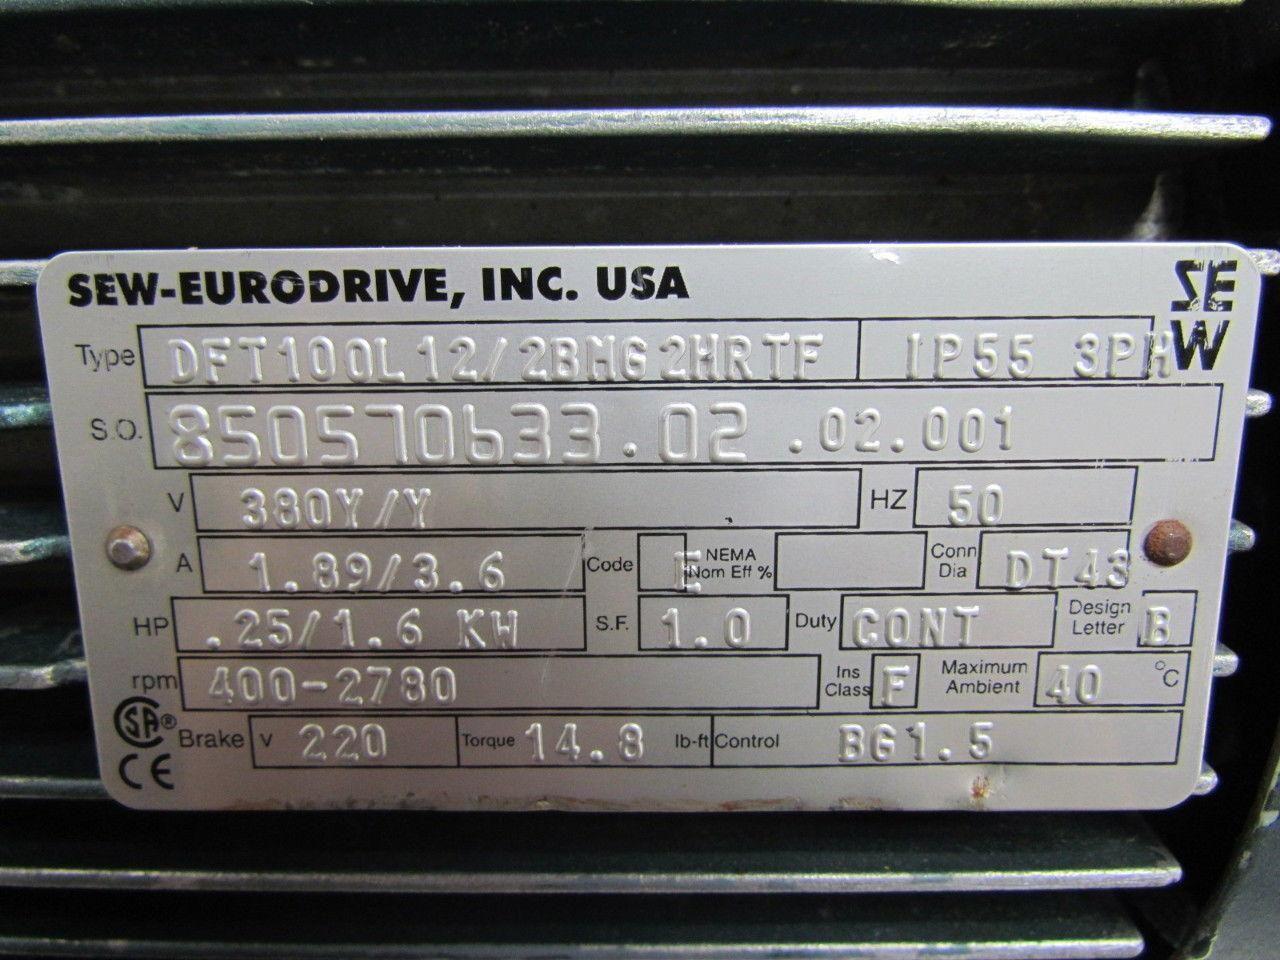 SEW-EURODRIVE, INC. USA
SEW
Type DFT100L12/2BMG2HRTF IP55 3PH
S.O. 850570633.02 .02.001
V 380Y/Y HZ 50
A 1.89/3.6 Code E NEMA Nom Eff % Conn Dia DT43
HP .25/1.6 KW S.F. 1.0 Duty CONT Design Letter B
rpm 400-2780 Ins Class F Maximum Ambient 40 °C
SA® Brake V 220 Torque 14.8 lb-ft Control BG1.5
CE